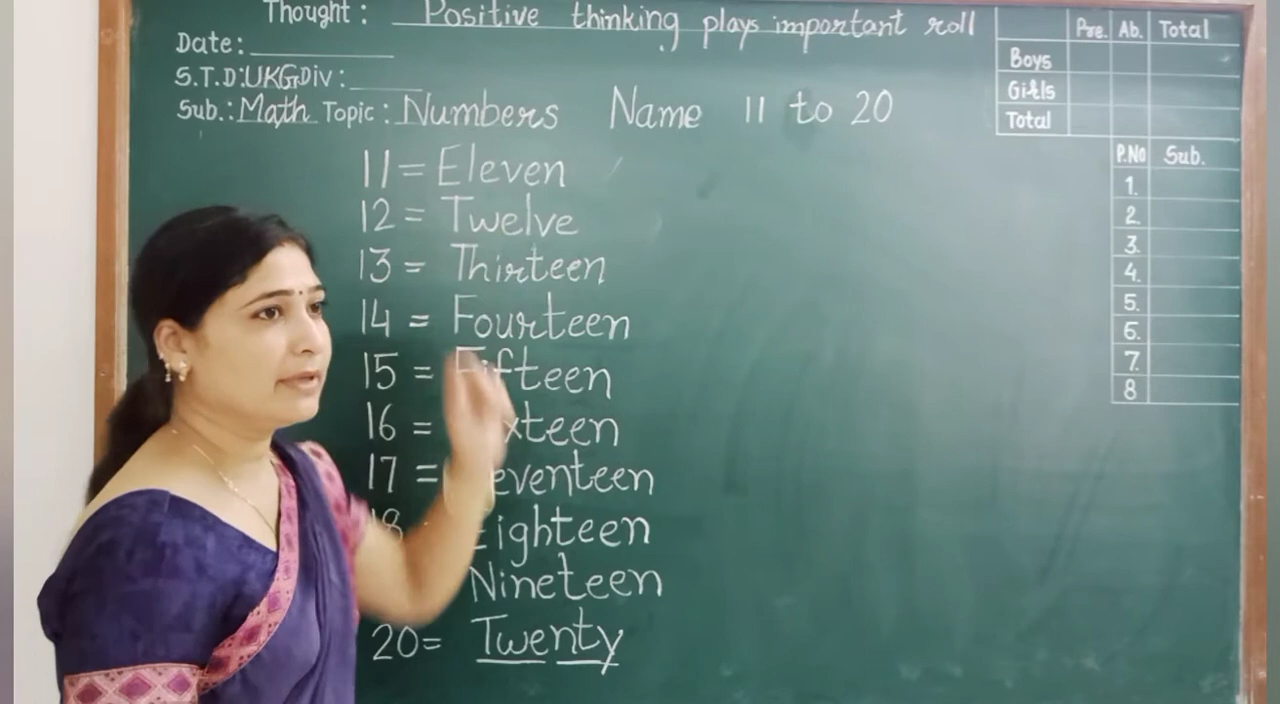 Thought : Positive thinking plays important roll
Date:
S.T.D: UKG Div:
Sub.: Math Topic : Numbers Name 11 to 20
11 = Eleven
12 = Twelve
13 = Thirteen
14 = Fourteen
15 = Fifteen
16 = xteen
17 = eventeen
18 Eighteen
Nineteen
20 = Twenty
Pre. Ab. Total
Boys
Girls
Total
P.No Sub.
1.
2.
3.
4.
5.
6.
7.
8